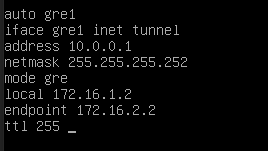 auto gre1
iface gre1 inet tunnel
address 10.0.0.1
netmask 255.255.255.252
mode gre
local 172.16.1.2
endpoint 172.16.2.2
ttl 255 _